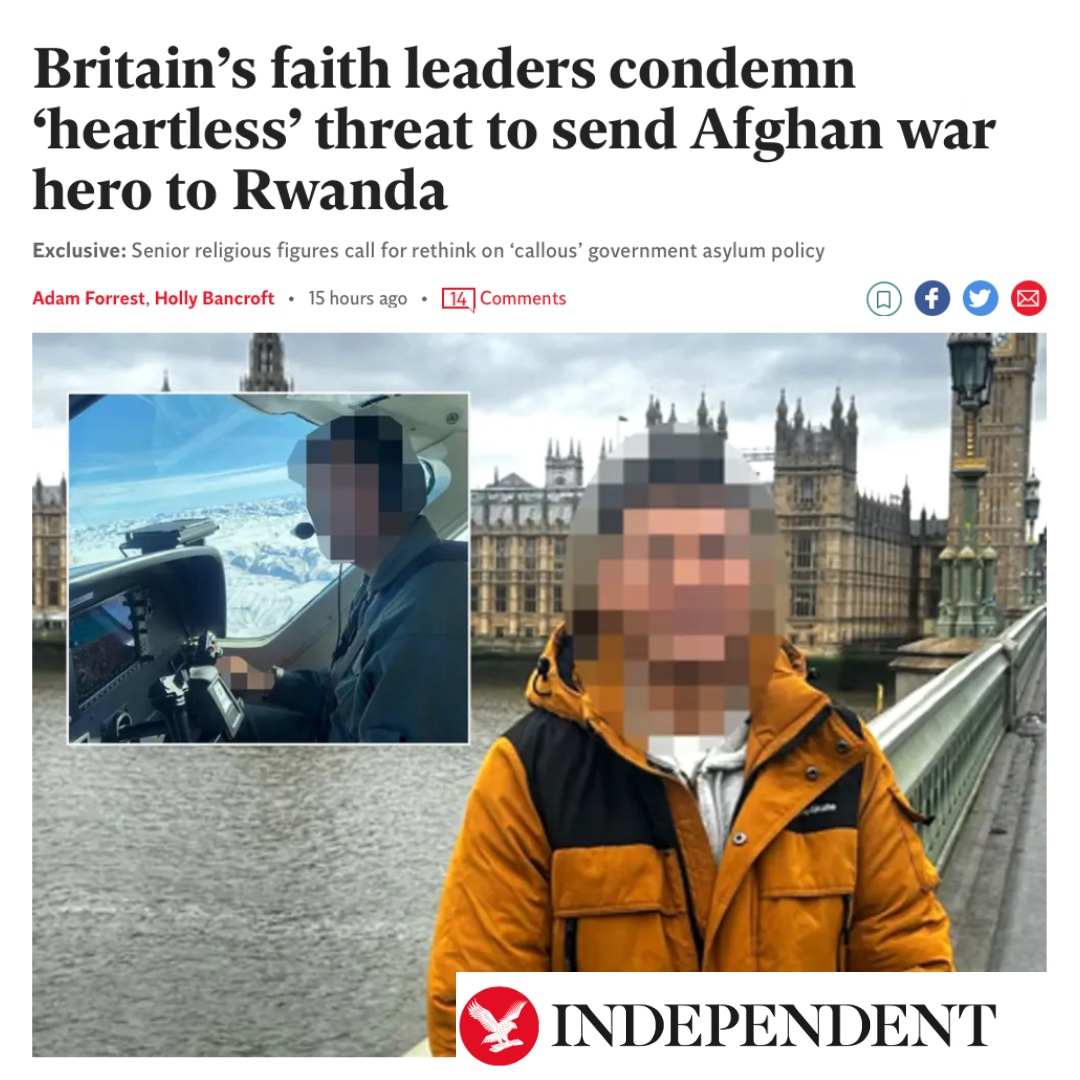 Britain’s faith leaders condemn
‘heartless’ threat to send Afghan war
hero to Rwanda
Exclusive: Senior religious figures call for rethink on ‘callous’ government asylum policy
Adam Forrest, Holly Bancroft • 15 hours ago • 14 Comments
INDEPENDENT